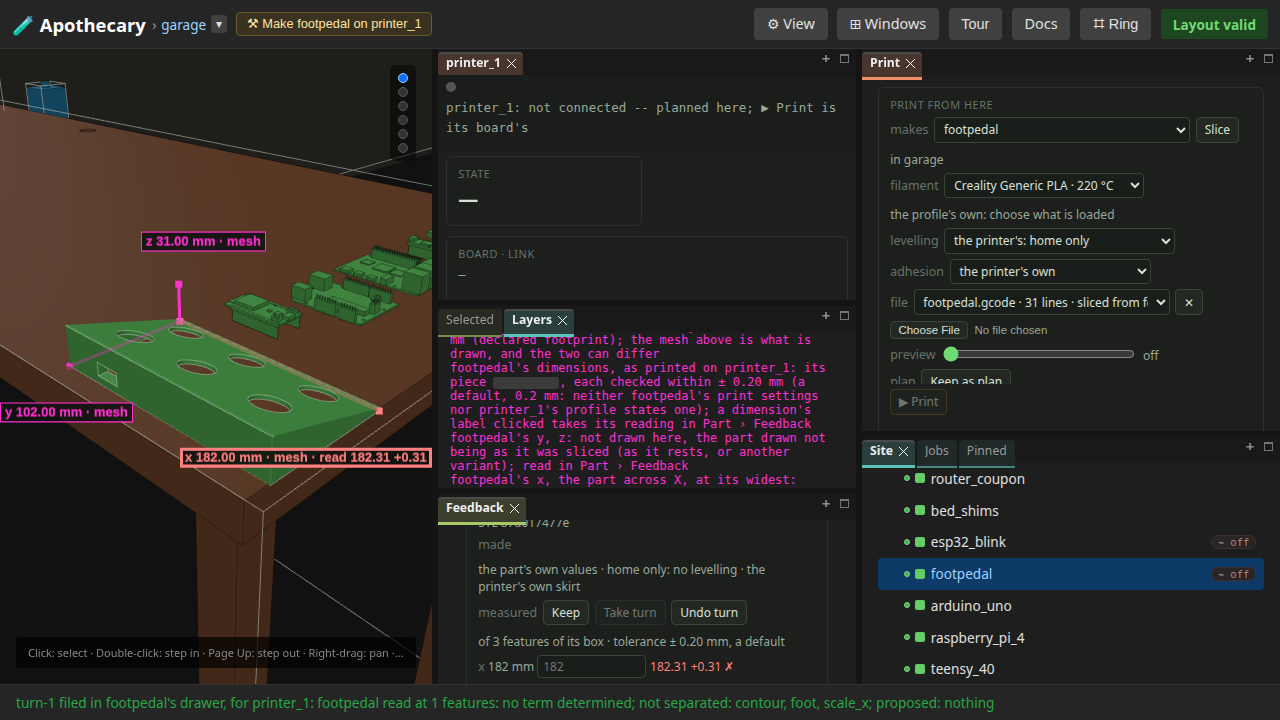 Apothecary › garage ▾
⚒ Make footpedal on printer_1
⚙ View
⊞ Windows
Tour
Docs
⌗ Ring
Layout valid
z 31.00 mm · mesh
y 102.00 mm · mesh
x 182.00 mm · mesh · read 182.31 +0.31
Click: select · Double-click: step in · Page Up: step out · Right-drag: pan ·...
printer_1
printer_1: not connected -- planned here; ▶ Print is
its board's
STATE
—
BOARD · LINK
—
Selected
Layers
mm (declared footprint); the mesh above is what is
drawn, and the two can differ
footpedal's dimensions, as printed on printer_1: its
piece , each checked within ± 0.20 mm (a
default, 0.2 mm: neither footpedal's print settings
nor printer_1's profile states one); a dimension's
label clicked takes its reading in Part › Feedback
footpedal's y, z: not drawn here, the part drawn not
being as it was sliced (as it rests, or another
variant); read in Part › Feedback
footpedal's x, the part across X, at its widest:
Feedback
made
the part's own values · home only: no levelling · the
printer's own skirt
measured Keep Take turn Undo turn
of 3 features of its box · tolerance ± 0.20 mm, a default
x 182 mm 182 182.31 +0.31 ✗
Print
PRINT FROM HERE
makes footpedal Slice
in garage
filament Creality Generic PLA · 220 °C
the profile's own: choose what is loaded
levelling the printer's: home only
adhesion the printer's own
file footpedal.gcode · 31 lines · sliced from f ✕
Choose File No file chosen
preview off
plan Keep as plan
▶ Print
Site
Jobs
Pinned
router_coupon
bed_shims
esp32_blink ⌁ off
footpedal ⌁ off
arduino_uno
raspberry_pi_4
teensy_40
turn-1 filed in footpedal's drawer, for printer_1: footpedal read at 1 features: no term determined; not separated: contour, foot, scale_x; proposed: nothing